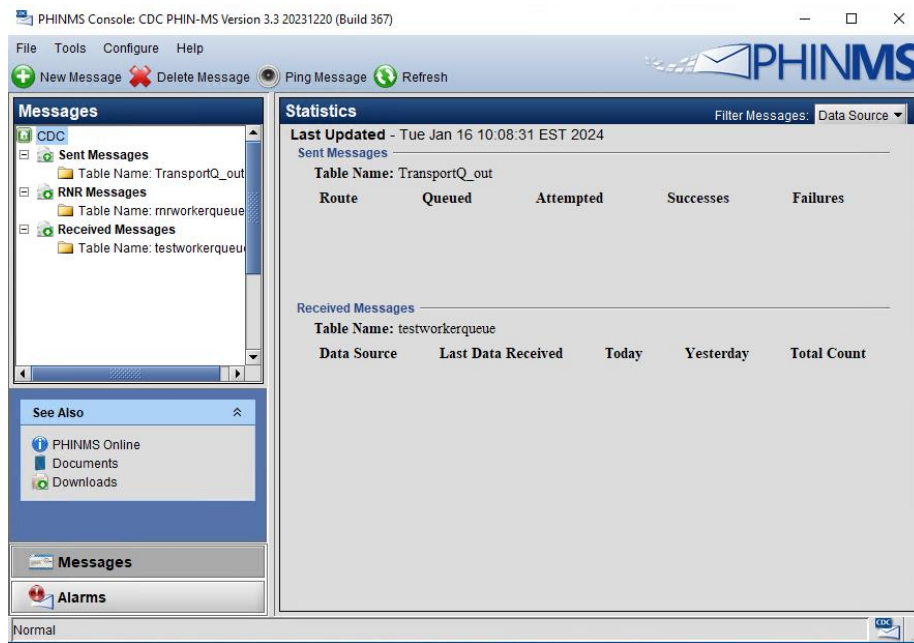 PHINMS Console: CDC PHIN-MS Version 3.3 20231220 (Build 367)
File Tools Configure Help
New Message Delete Message Ping Message Refresh
PHINMS
Messages
CDC
Sent Messages
Table Name: TransportQ_out
RNR Messages
Table Name: rnrworkerqueue
Received Messages
Table Name: testworkerqueu
See Also
PHINMS Online
Documents
Downloads
Messages
Alarms
Statistics
Filter Messages: Data Source
Last Updated - Tue Jan 16 10:08:31 EST 2024
Sent Messages
Table Name: TransportQ_out
Route Queued Attempted Successes Failures
Received Messages
Table Name: testworkerqueue
Data Source Last Data Received Today Yesterday Total Count
Normal
CDC